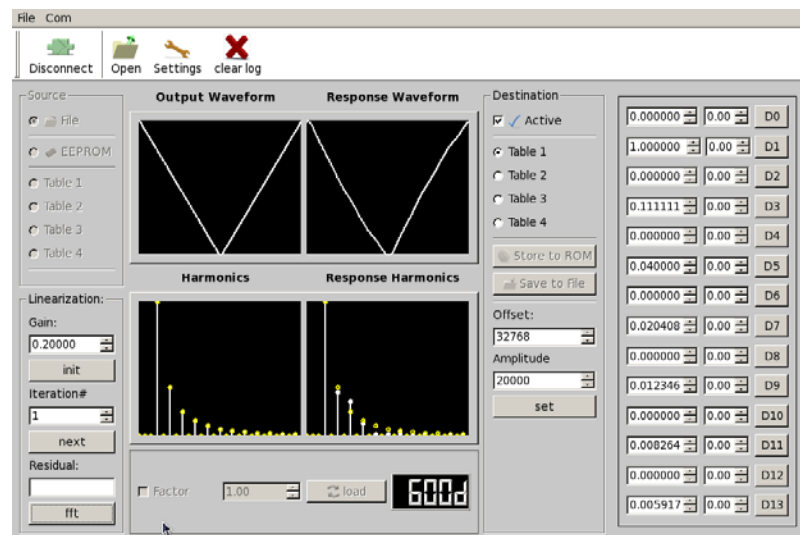 File Com
Disconnect Open Settings clear log
Source
File
EEPROM
Table 1
Table 2
Table 3
Table 4
Linearization:
Gain:
0.20000
init
Iteration#
1
next
Residual:
fft
Output Waveform Response Waveform
Harmonics Response Harmonics
Factor 1.00 load 600d
Destination
Active
Table 1
Table 2
Table 3
Table 4
Store to ROM
Save to File
Offset:
32768
Amplitude
20000
set
0.000000 0.00 D0
1.000000 0.00 D1
0.000000 0.00 D2
0.111111 0.00 D3
0.000000 0.00 D4
0.040000 0.00 D5
0.000000 0.00 D6
0.020408 0.00 D7
0.000000 0.00 D8
0.012346 0.00 D9
0.000000 0.00 D10
0.008264 0.00 D11
0.000000 0.00 D12
0.005917 0.00 D13